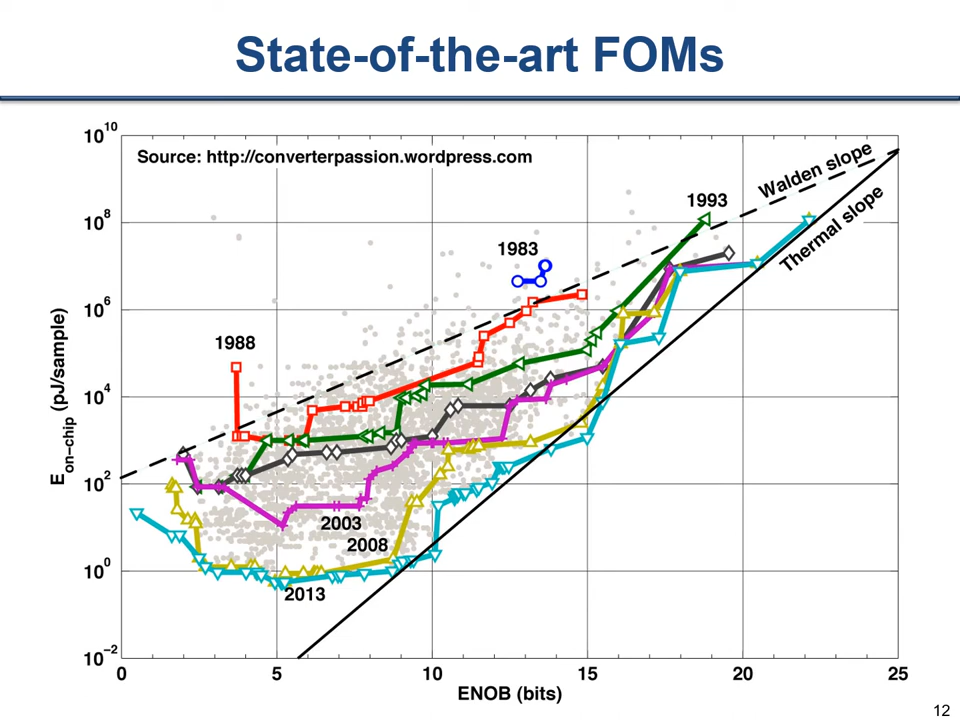 State-of-the-art FOMs
10^10
Source: http://converterpassion.wordpress.com
Walden slope
10^8
1993
Thermal slope
1983
10^6
1988
E_on−chip (pJ/sample)
10^4
10^2
2003
2008
10^0
2013
10^−2
0 5 10 15 20 25
ENOB (bits)
12